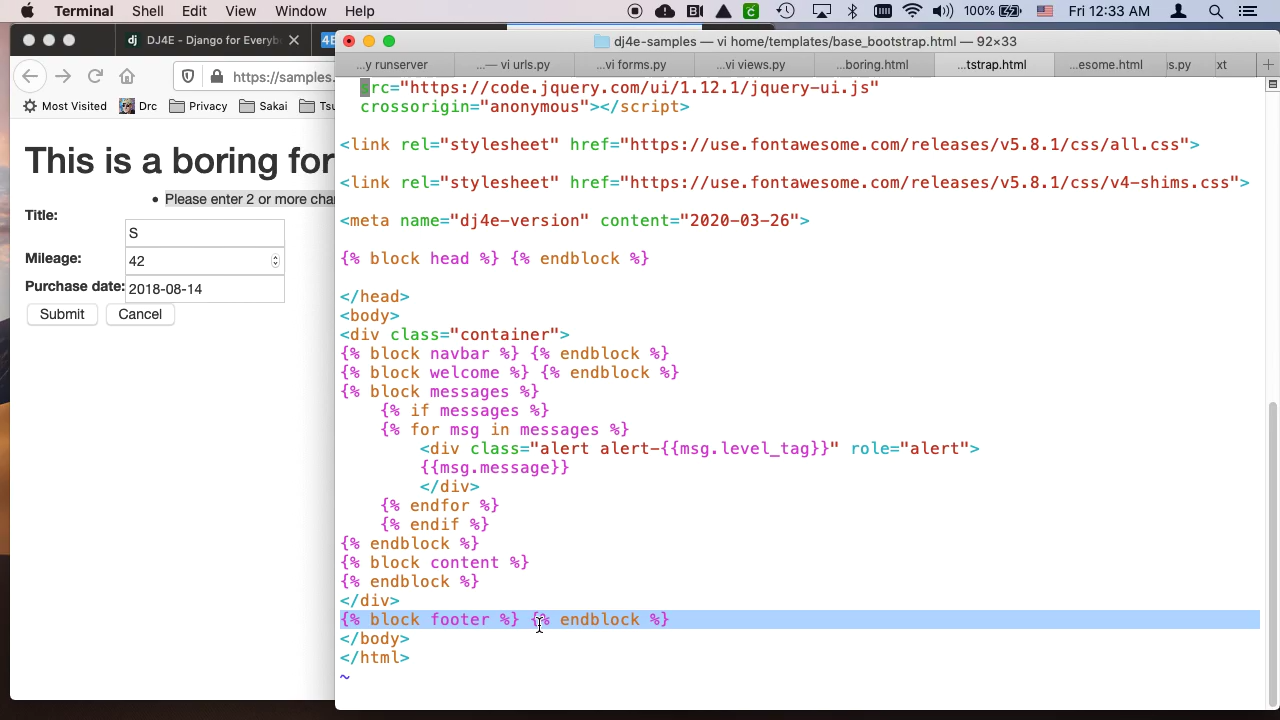 Terminal Shell Edit View Window Help 100% Fri 12:33 AM
DJ4E - Django for Everyb
dj4e-samples — vi home/templates/base_bootstrap.html — 92×33
...y runserver ...— vi urls.py ...vi forms.py ...vi views.py ...boring.html ...tstrap.html ...esome.html s.py xt
https://samples.
Most Visited Drc Privacy Sakai Tsu
This is a boring for
Please enter 2 or more cha
Title:
S
Mileage:
42
Purchase date:
2018-08-14
Submit Cancel
src="https://code.jquery.com/ui/1.12.1/jquery-ui.js"
crossorigin="anonymous"></script>
<link rel="stylesheet" href="https://use.fontawesome.com/releases/v5.8.1/css/all.css">
<link rel="stylesheet" href="https://use.fontawesome.com/releases/v5.8.1/css/v4-shims.css">
<meta name="dj4e-version" content="2020-03-26">
{% block head %} {% endblock %}
</head>
<body>
<div class="container">
{% block navbar %} {% endblock %}
{% block welcome %} {% endblock %}
{% block messages %}
{% if messages %}
{% for msg in messages %}
<div class="alert alert-{{msg.level_tag}}" role="alert">
{{msg.message}}
</div>
{% endfor %}
{% endif %}
{% endblock %}
{% block content %}
{% endblock %}
</div>
{% block footer %} {% endblock %}
</body>
</html>
~